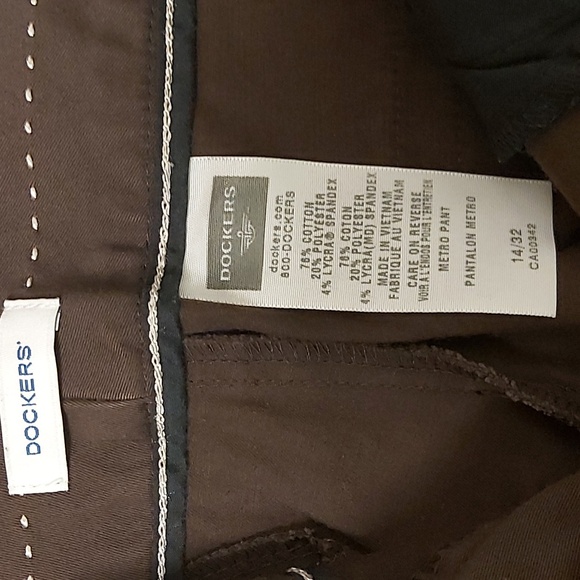 DOCKERS
DOCKERS
dockers.com
800-DOCKERS
76% COTTON
20% POLYESTER
4% LYCRA® SPANDEX
76% COTON
20% POLYESTER
4% LYCRA(MD) SPANDEX
MADE IN VIETNAM
FABRIQUE AU VIETNAM
CARE ON REVERSE
VOIR A L'ENDOS POUR L'ENTRETIEN
METRO PANT
PANTALON METRO
14/32
CA00342